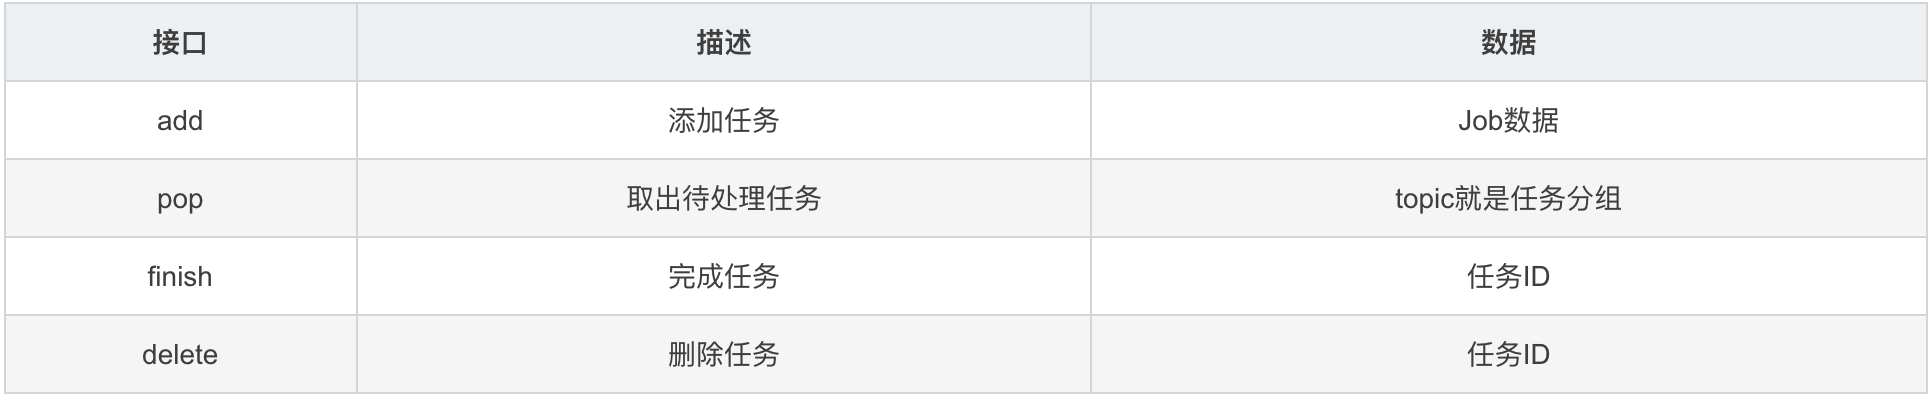 接口 描述 数据
add 添加任务 Job数据
pop 取出待处理任务 topic就是任务分组
finish 完成任务 任务ID
delete 删除任务 任务ID